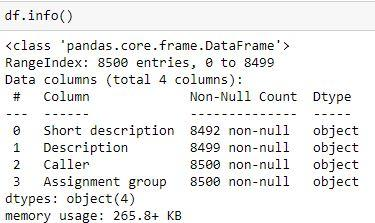 df.info()
<class 'pandas.core.frame.DataFrame'>
RangeIndex: 8500 entries, 0 to 8499
Data columns (total 4 columns):
 #   Column             Non-Null Count  Dtype
---  ------             --------------  -----
 0   Short description  8492 non-null   object
 1   Description        8499 non-null   object
 2   Caller             8500 non-null   object
 3   Assignment group   8500 non-null   object
dtypes: object(4)
memory usage: 265.8+ KB